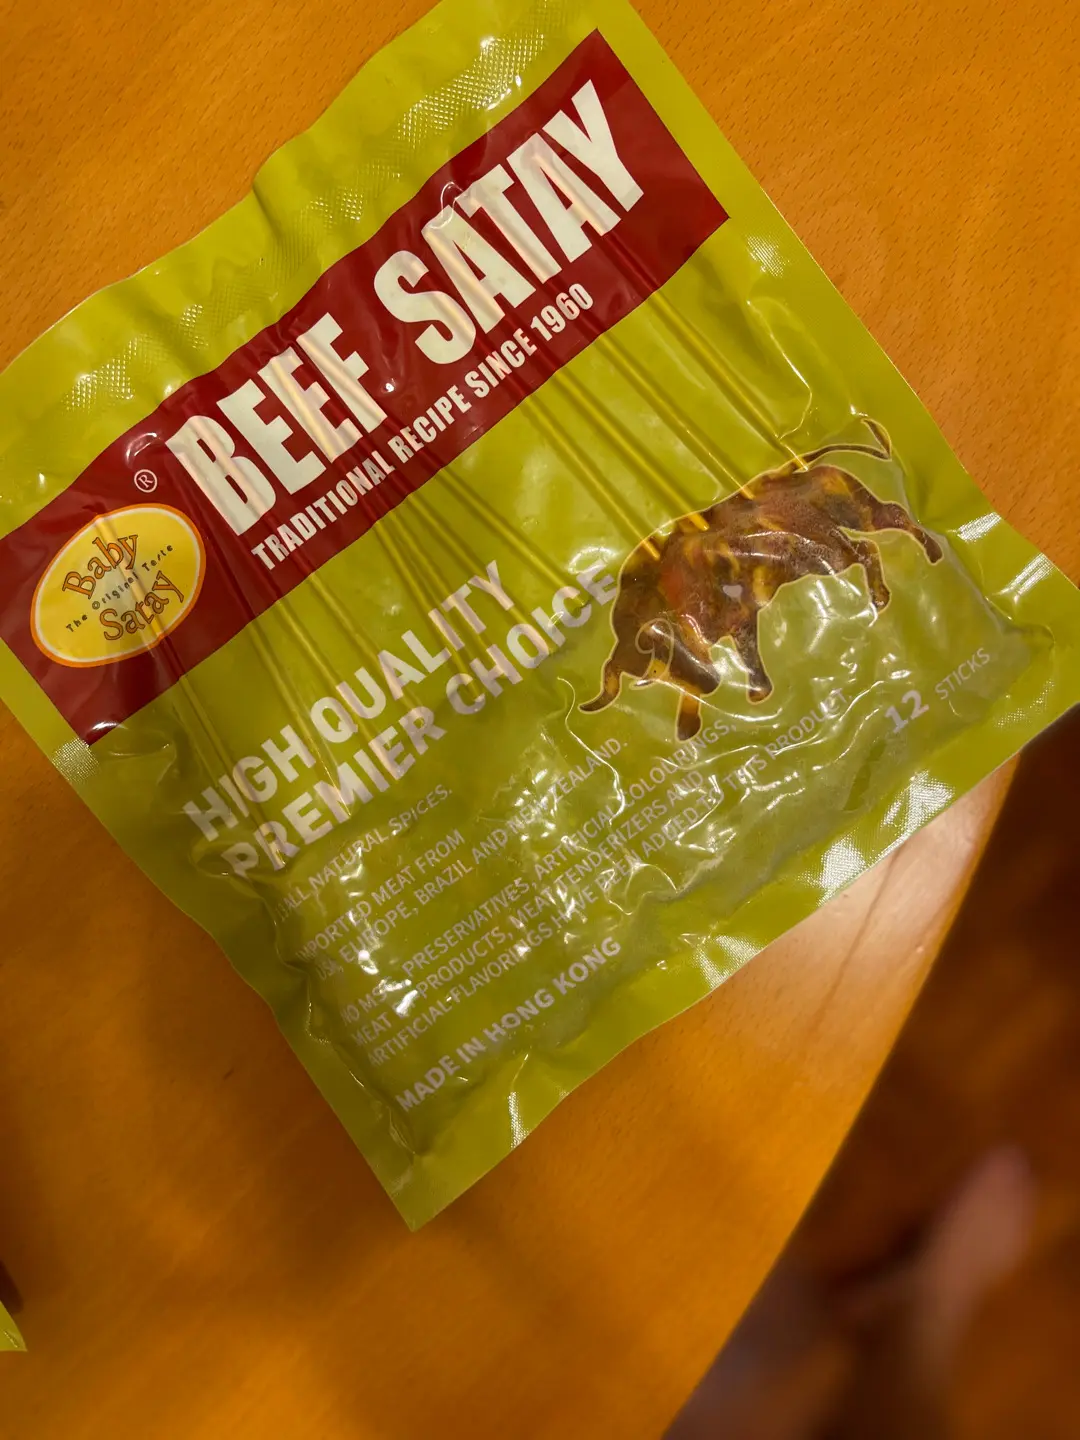 BEEF SATAY
TRADITIONAL RECIPE SINCE 1960
®
Baby
The Original Taste
Satay
HIGH QUALITY
PREMIER CHOICE
ALL NATURAL SPICES.
IMPORTED MEAT FROM
USA, EUROPE, BRAZIL AND NEW ZEALAND.
NO MSG, PRESERVATIVES, ARTIFICIAL COLOURINGS,
MEAT BY-PRODUCTS, MEAT TENDERIZERS AND
ARTIFICIAL FLAVORINGS HAVE BEEN ADDED TO THIS PRODUCT.
12 STICKS
MADE IN HONG KONG